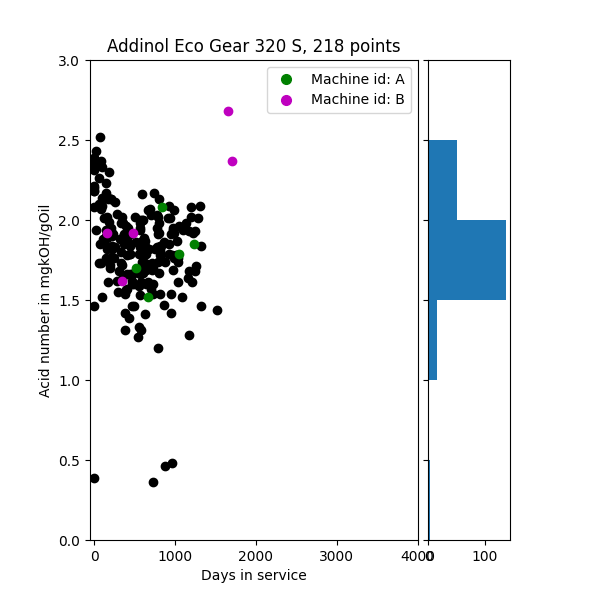 Addinol Eco Gear 320 S, 218 points
Machine id: A
Machine id: B
Acid number in mgkOH/gOil
3.0
2.5
2.0
1.5
1.0
0.5
0.0
0
1000
2000
3000
4000
0
100
Days in service